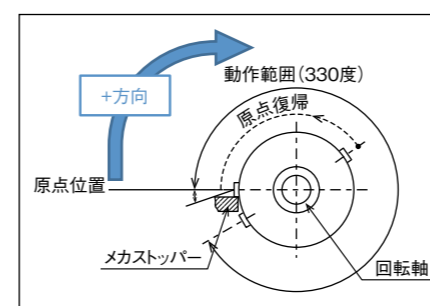 動作範囲(330度)
+方向
原点復帰
原点位置
メカストッパー
回転軸